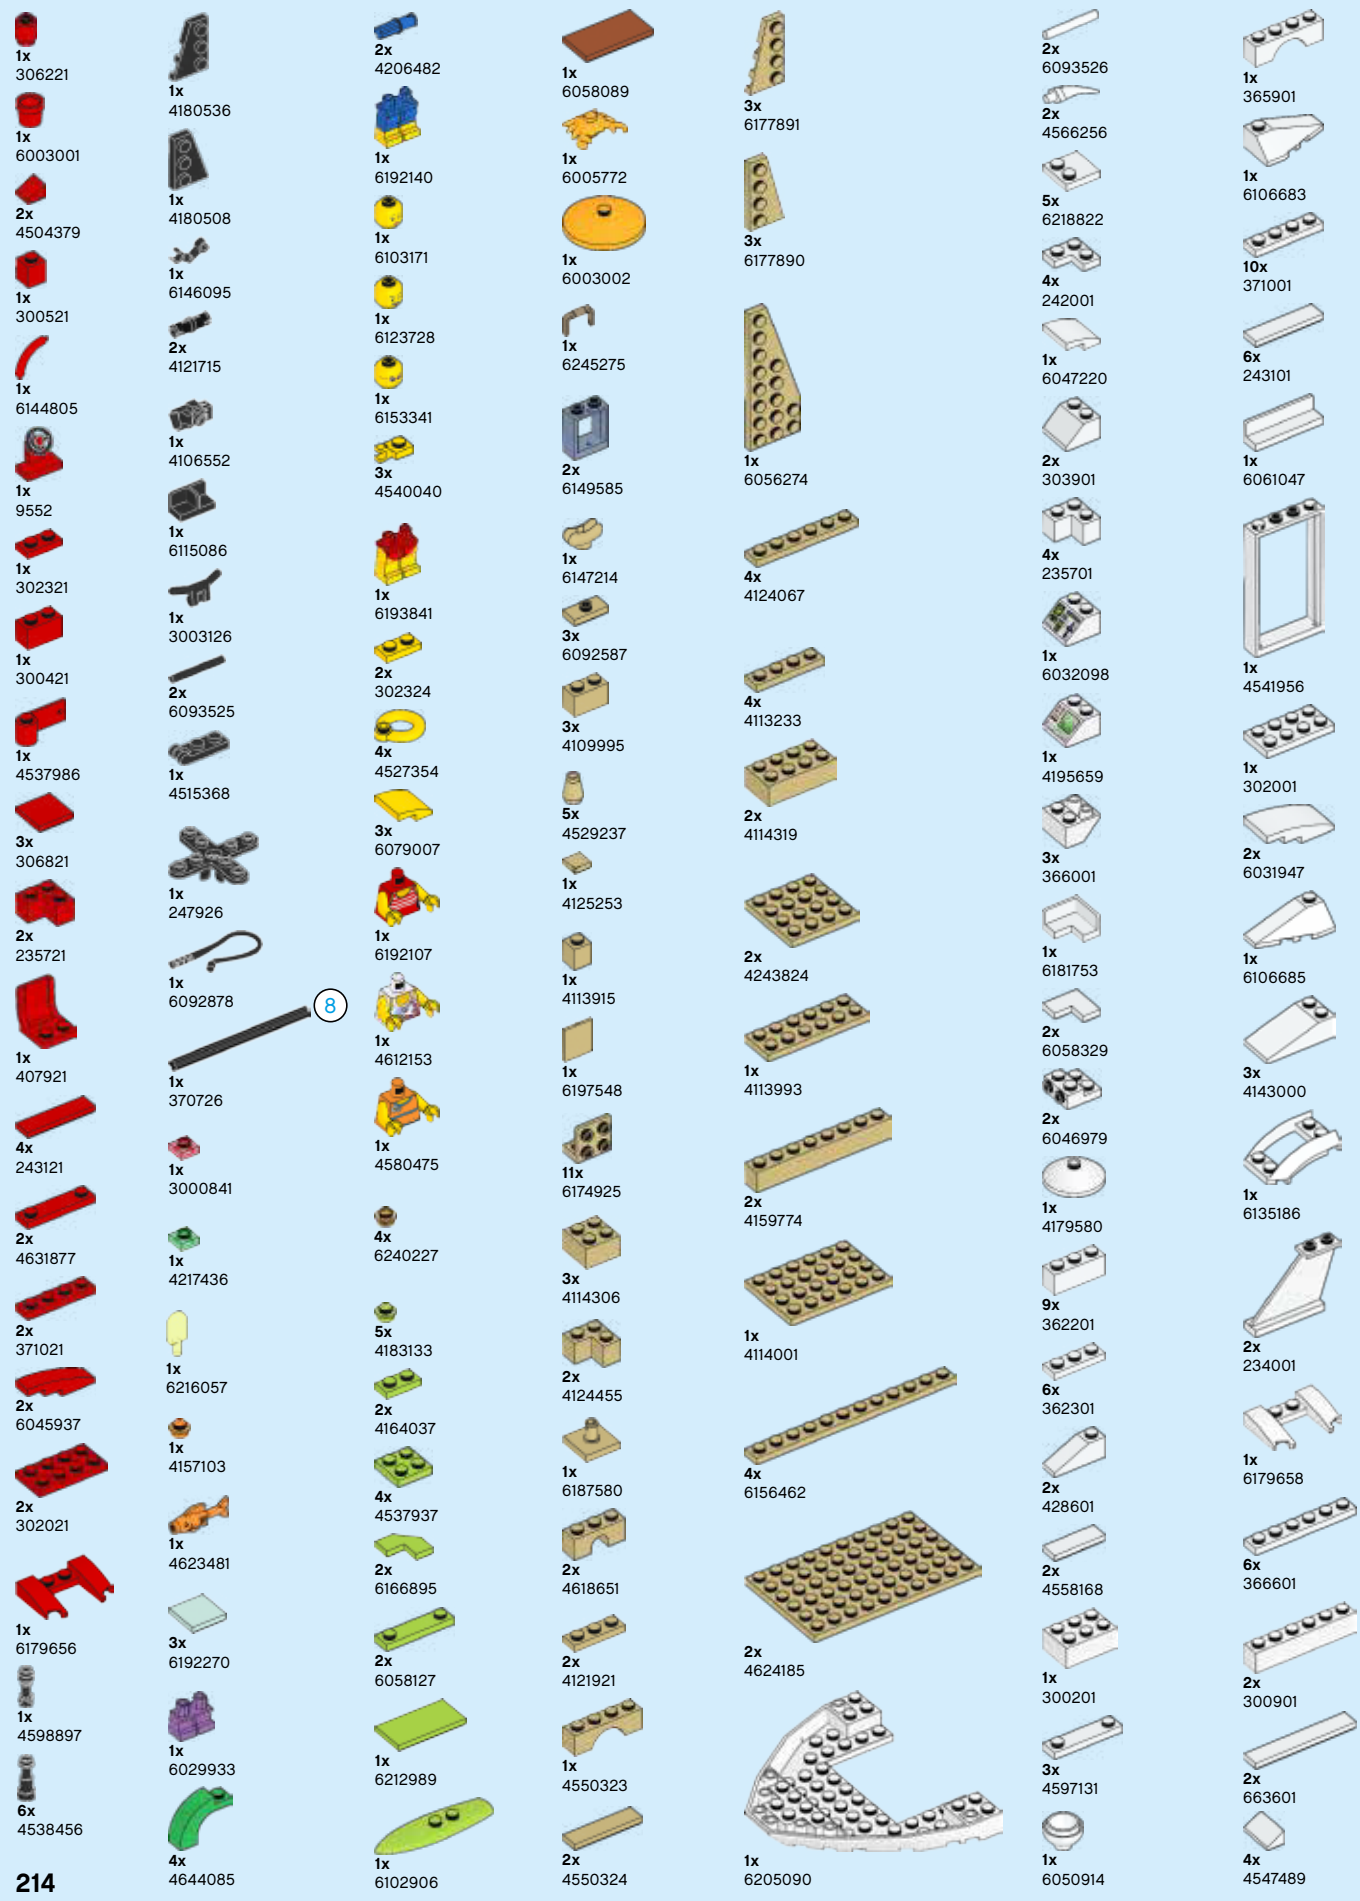 1x
306221
1x
6003001
2x
4504379
1x
300521
1x
6144805
1x
9552
1x
302321
1x
300421
1x
4537986
3x
306821
2x
235721
1x
407921
4x
243121
2x
4631877
2x
371021
2x
6045937
2x
302021
1x
6179656
1x
4598897
6x
4538456
214
1x
4180536
1x
4180508
1x
6146095
2x
4121715
1x
4106552
1x
6115086
1x
3003126
2x
6093525
1x
4515368
1x
247926
1x
6092878
8
1x
370726
1x
3000841
1x
4217436
1x
6216057
1x
4157103
1x
4623481
3x
6192270
1x
6029933
4x
4644085
2x
4206482
1x
6192140
1x
6103171
1x
6123728
1x
6153341
3x
4540040
1x
6193841
2x
302324
4x
4527354
3x
6079007
1x
6192107
1x
4612153
1x
4580475
4x
6240227
5x
4183133
2x
4164037
4x
4537937
2x
6166895
2x
6058127
1x
6212989
1x
6102906
1x
6058089
1x
6005772
1x
6003002
1x
6245275
2x
6149585
1x
6147214
3x
6092587
3x
4109995
5x
4529237
1x
4125253
1x
4113915
1x
6197548
11x
6174925
3x
4114306
2x
4124455
1x
6187580
2x
4618651
2x
4121921
1x
4550323
2x
4550324
3x
6177891
3x
6177890
1x
6056274
4x
4124067
4x
4113233
2x
4114319
2x
4243824
1x
4113993
2x
4159774
1x
4114001
4x
6156462
2x
4624185
1x
6205090
2x
6093526
2x
4566256
5x
6218822
4x
242001
1x
6047220
2x
303901
4x
235701
1x
6032098
1x
4195659
3x
366001
1x
6181753
2x
6058329
2x
6046979
1x
4179580
9x
362201
6x
362301
2x
428601
2x
4558168
1x
300201
3x
4597131
1x
6050914
1x
365901
1x
6106683
10x
371001
6x
243101
1x
6061047
1x
4541956
1x
302001
2x
6031947
1x
6106685
3x
4143000
1x
6135186
2x
234001
1x
6179658
6x
366601
2x
300901
2x
663601
4x
4547489